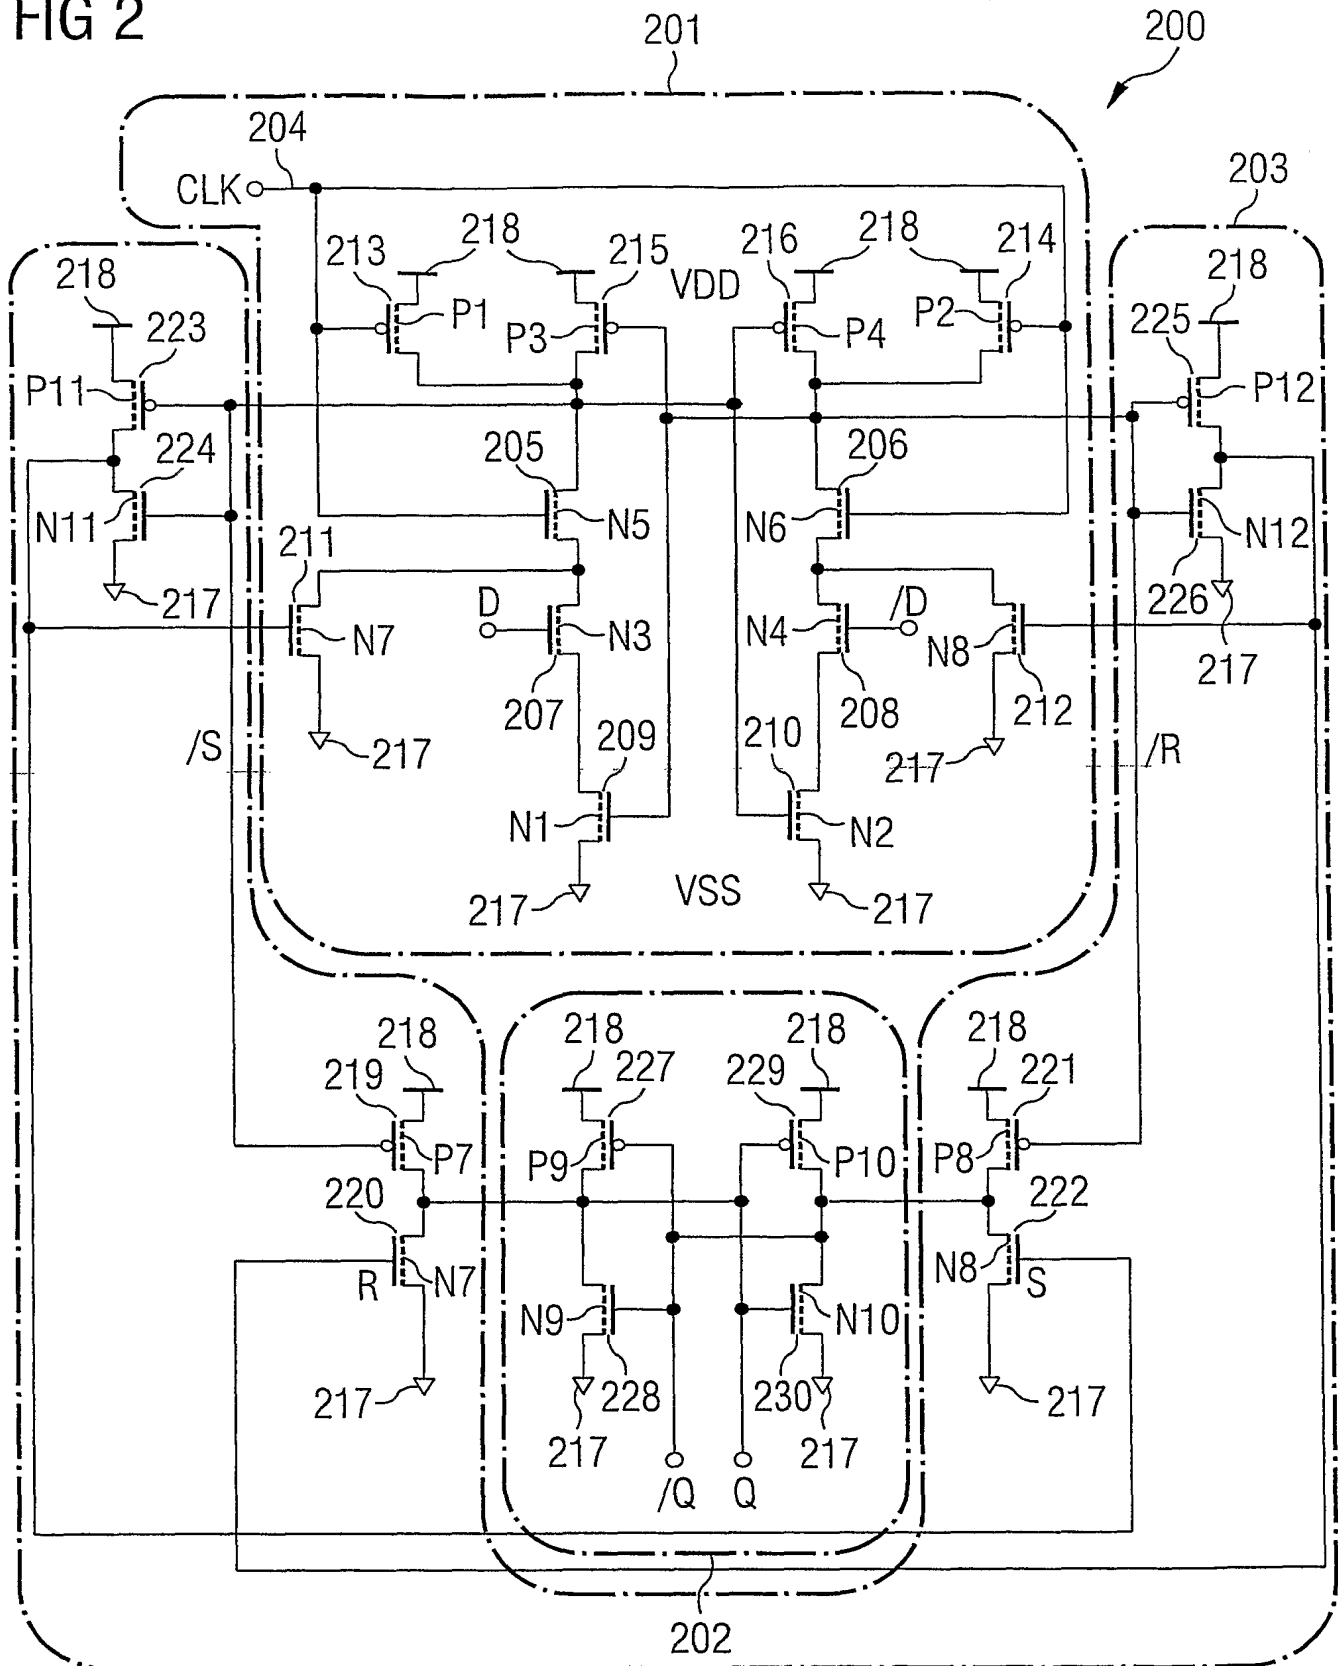 FIG 2
201
200
204
CLK
203
213
218
215
216
218
214
218
VDD
218
223
P1
P3
P4
P2
225
P11
P12
224
205
206
N11
N5
N6
N12
211
217
D
/D
226
N7
N3
N4
N8
217
207
208
212
/S
217
209
210
217
/R
N1
N2
217
VSS
217
218
218
218
218
219
227
229
221
P7
P9
P10
P8
220
222
R
N7
N9
N10
N8
S
217
228
230
217
217
217
/Q
Q
202